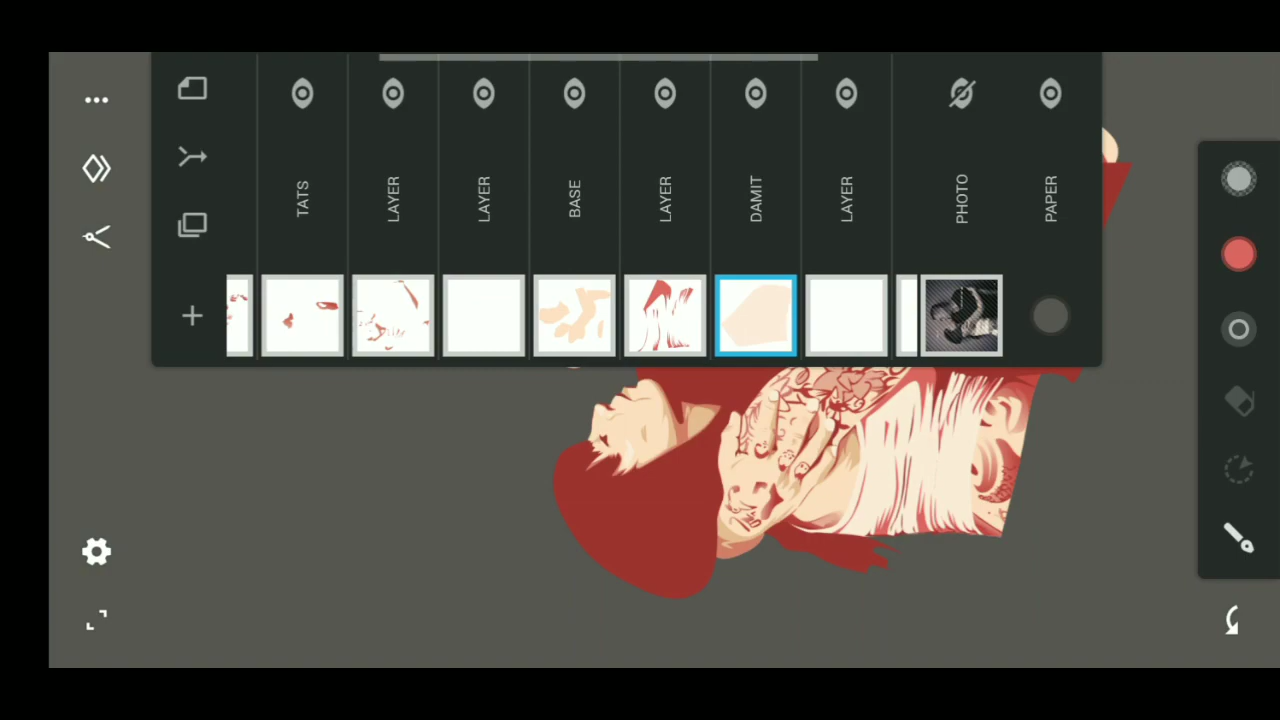 TATS
LAYER
LAYER
BASE
LAYER
DAMIT
LAYER
PHOTO
PAPER